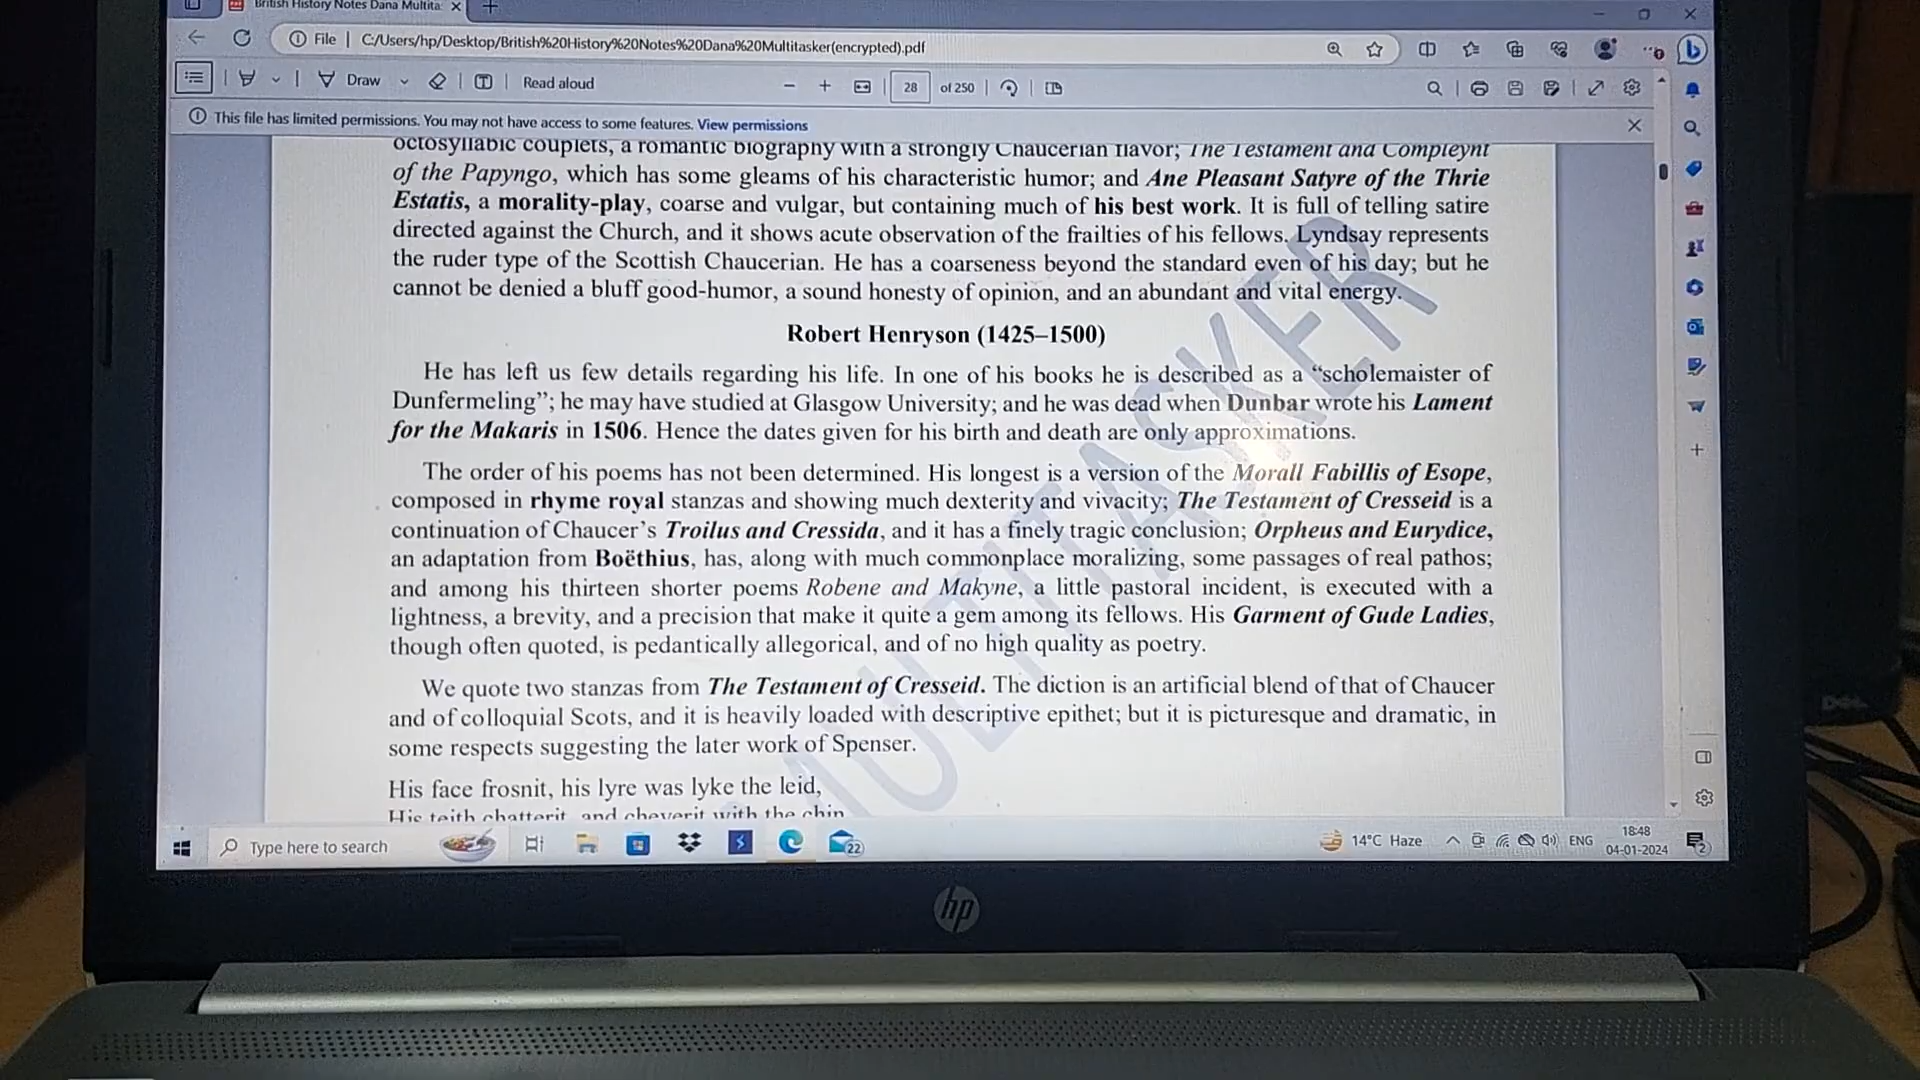 British History Notes Dana Multita
File | C:/Users/hp/Desktop/British%20History%20Notes%20Dana%20Multitasker(encrypted).pdf
Draw Read aloud 28 of 250
This file has limited permissions. You may not have access to some features. View permissions
octosyllabic couplets, a romantic biography with a strongly Chaucerian flavor; The Testament and Compleynt
of the Papyngo, which has some gleams of his characteristic humor; and Ane Pleasant Satyre of the Thrie
Estatis, a morality-play, coarse and vulgar, but containing much of his best work. It is full of telling satire
directed against the Church, and it shows acute observation of the frailties of his fellows. Lyndsay represents
the ruder type of the Scottish Chaucerian. He has a coarseness beyond the standard even of his day; but he
cannot be denied a bluff good-humor, a sound honesty of opinion, and an abundant and vital energy.
Robert Henryson (1425–1500)
He has left us few details regarding his life. In one of his books he is described as a “scholemaister of
Dunfermeling”; he may have studied at Glasgow University; and he was dead when Dunbar wrote his Lament
for the Makaris in 1506. Hence the dates given for his birth and death are only approximations.
The order of his poems has not been determined. His longest is a version of the Morall Fabillis of Esope,
composed in rhyme royal stanzas and showing much dexterity and vivacity; The Testament of Cresseid is a
continuation of Chaucer’s Troilus and Cressida, and it has a finely tragic conclusion; Orpheus and Eurydice,
an adaptation from Boëthius, has, along with much commonplace moralizing, some passages of real pathos;
and among his thirteen shorter poems Robene and Makyne, a little pastoral incident, is executed with a
lightness, a brevity, and a precision that make it quite a gem among its fellows. His Garment of Gude Ladies,
though often quoted, is pedantically allegorical, and of no high quality as poetry.
We quote two stanzas from The Testament of Cresseid. The diction is an artificial blend of that of Chaucer
and of colloquial Scots, and it is heavily loaded with descriptive epithet; but it is picturesque and dramatic, in
some respects suggesting the later work of Spenser.
His face frosnit, his lyre was lyke the leid,
His teith chatterit, and cheverit with the chin
MULTITASKER
Type here to search
22
14°C Haze
ENG
18:48
04-01-2024
2
hp
DELL